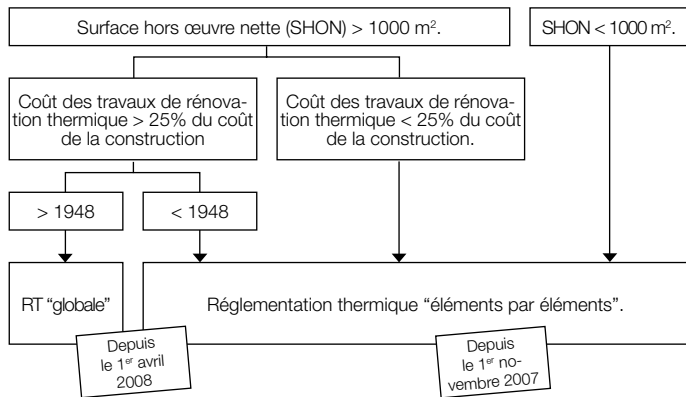 Surface hors œuvre nette (SHON) > 1000 m².
SHON < 1000 m².
Coût des travaux de rénova-
tion thermique > 25% du coût
de la construction
Coût des travaux de rénova-
tion thermique < 25% du coût
de la construction.
> 1948
< 1948
RT “globale”
Réglementation thermique “éléments par éléments”.
Depuis
le 1er avril
2008
Depuis
le 1er no-
vembre 2007